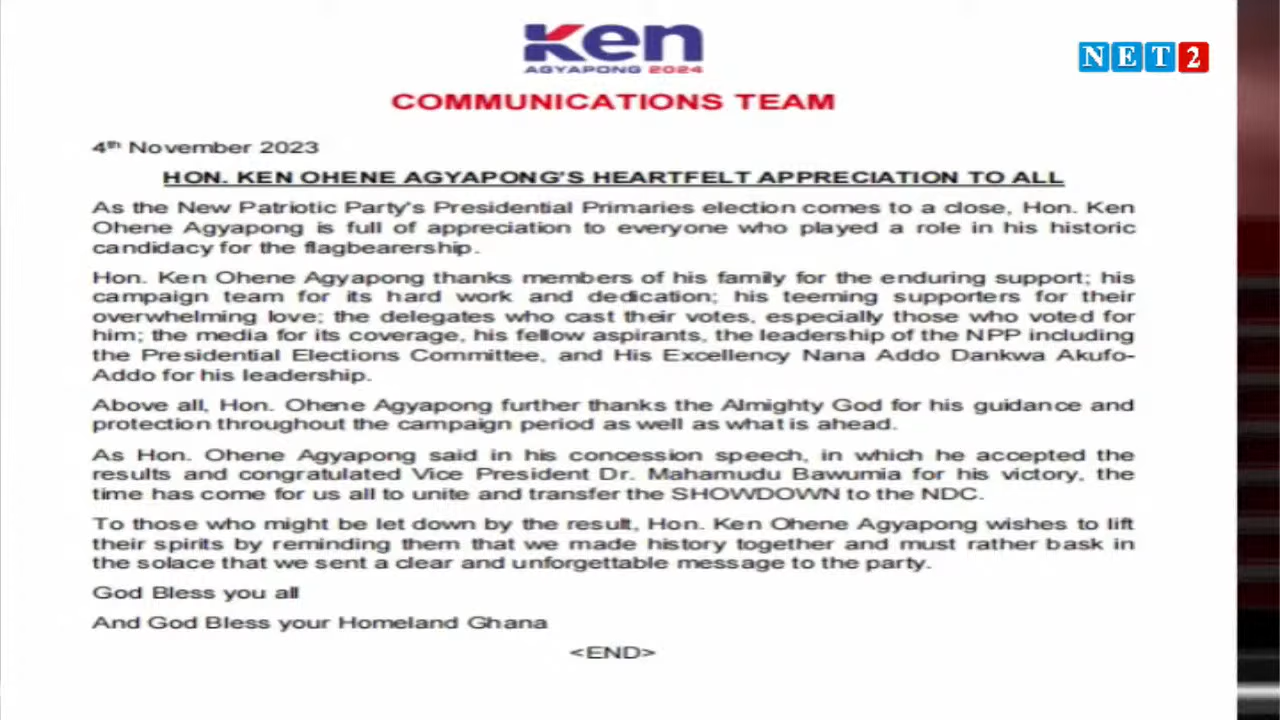 Ken
AGYAPONG 2024
NET2
COMMUNICATIONS TEAM
4th November 2023
HON. KEN OHENE AGYAPONG'S HEARTFELT APPRECIATION TO ALL
As the New Patriotic Party's Presidential Primaries election comes to a close, Hon. Ken
Ohene Agyapong is full of appreciation to everyone who played a role in his historic
candidacy for the flagbearership.
Hon. Ken Ohene Agyapong thanks members of his family for the enduring support; his
campaign team for its hard work and dedication; his teeming supporters for their
overwhelming love; the delegates who cast their votes, especially those who voted for
him; the media for its coverage, his fellow aspirants, the leadership of the NPP including
the Presidential Elections Committee, and His Excellency Nana Addo Dankwa Akufo-
Addo for his leadership.
Above all, Hon. Ohene Agyapong further thanks the Almighty God for his guidance and
protection throughout the campaign period as well as what is ahead.
As Hon. Ohene Agyapong said in his concession speech, in which he accepted the
results and congratulated Vice President Dr. Mahamudu Bawumia for his victory, the
time has come for us all to unite and transfer the SHOWDOWN to the NDC.
To those who might be let down by the result, Hon. Ken Ohene Agyapong wishes to lift
their spirits by reminding them that we made history together and must rather bask in
the solace that we sent a clear and unforgettable message to the party.
God Bless you all
And God Bless your Homeland Ghana
<END>